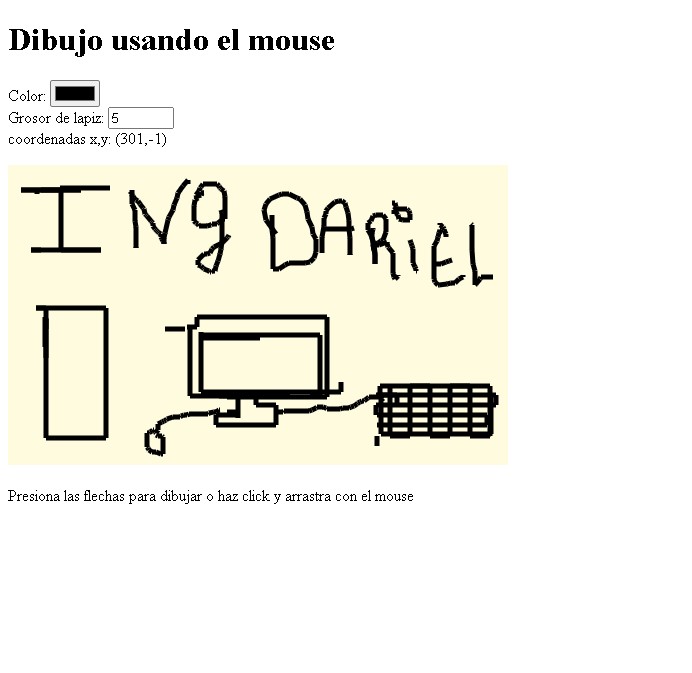 Dibujo usando el mouse
Color:
Grosor de lapiz: 5
coordenadas x,y: (301,-1)
ING DARiEL
Presiona las flechas para dibujar o haz click y arrastra con el mouse